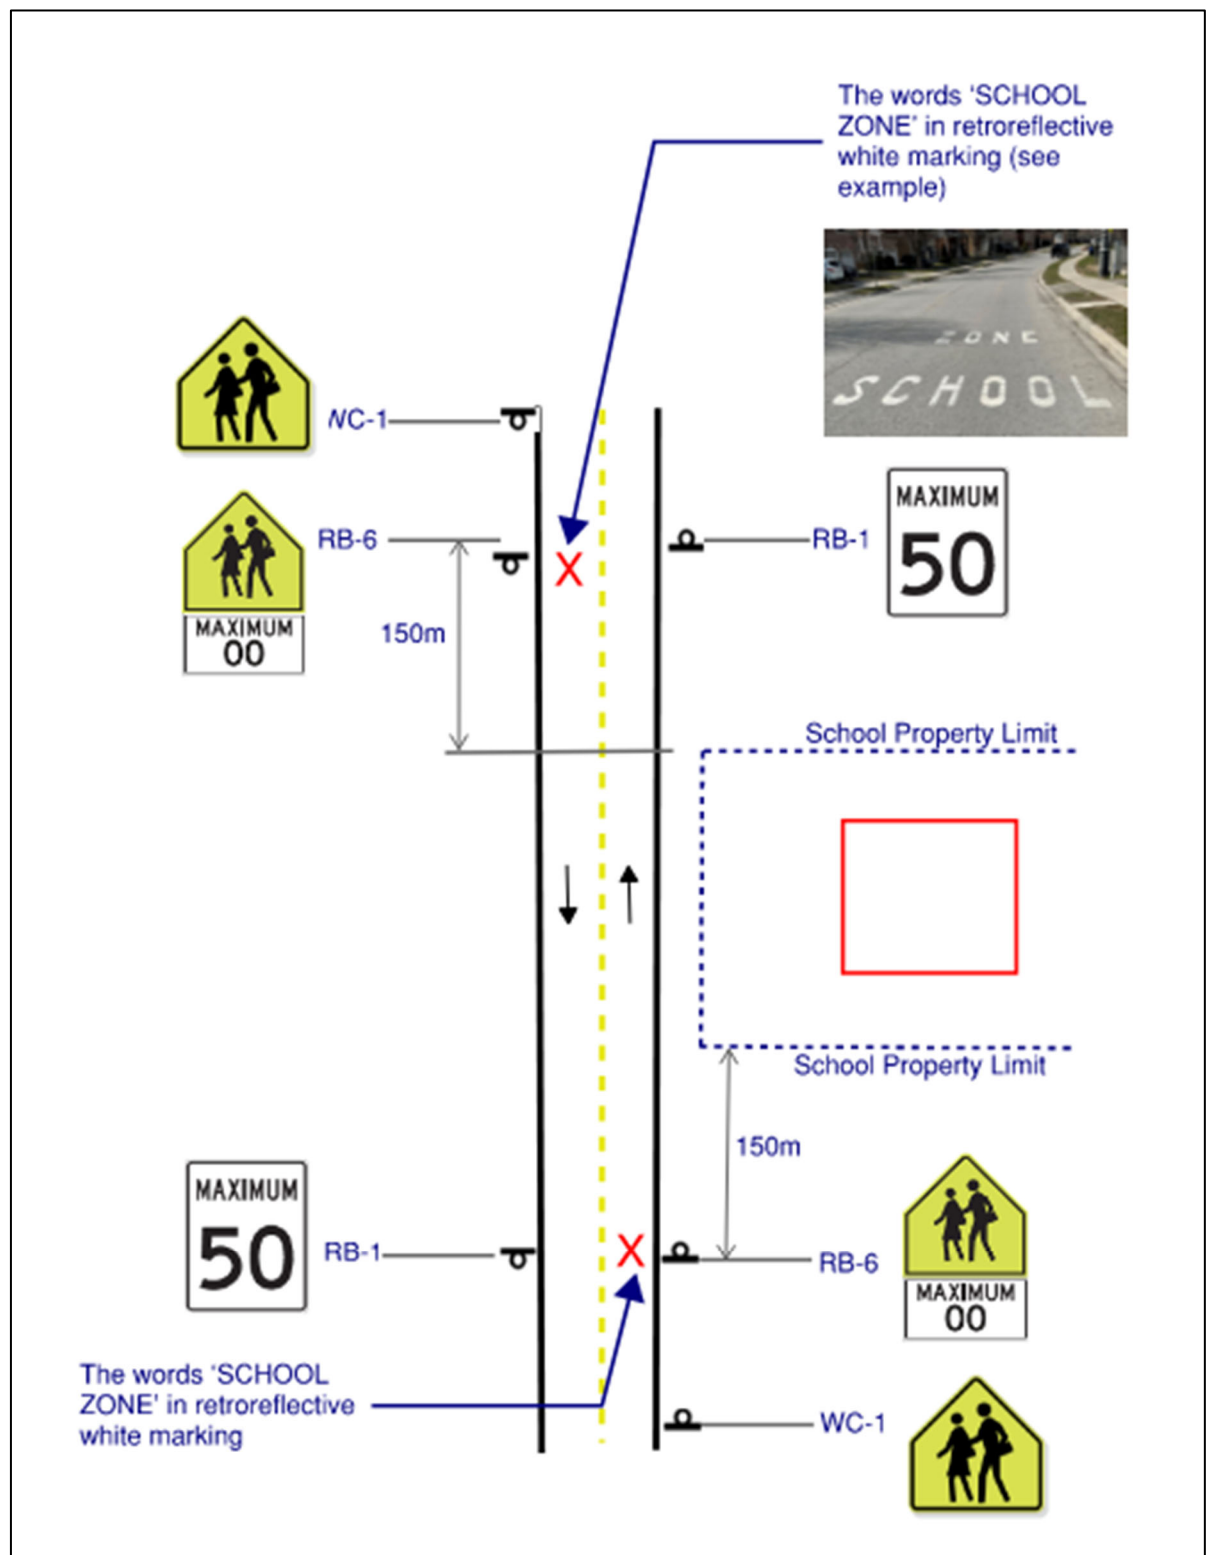 The words ‘SCHOOL
ZONE’ in retroreflective
white marking (see
example)
ZONE
SCHOOL
WC-1
MAXIMUM
50
RB-6
RB-1
MAXIMUM
00
150m
School Property Limit
School Property Limit
150m
MAXIMUM
50
RB-1
RB-6
MAXIMUM
00
The words ‘SCHOOL
ZONE’ in retroreflective
white marking
WC-1